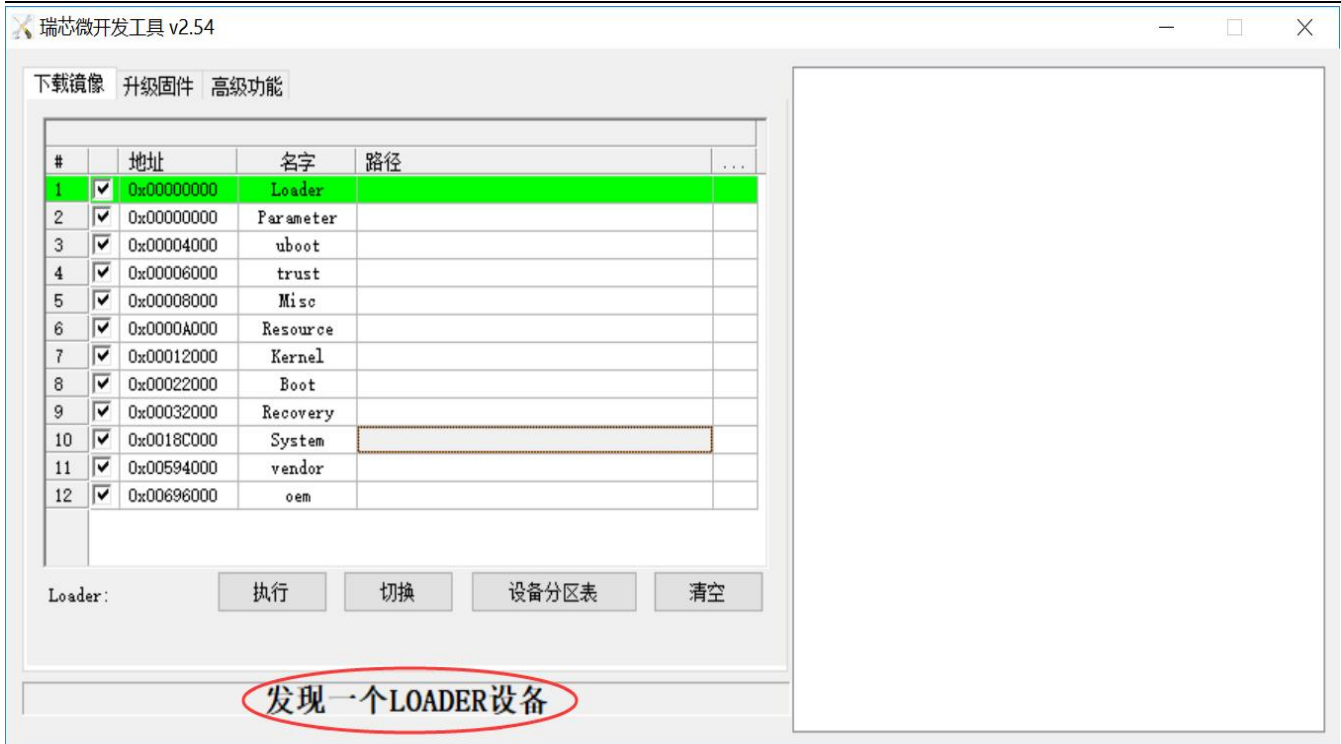 瑞芯微开发工具 v2.54
下载镜像 升级固件 高级功能
# 地址 名字 路径 ...
1 0x00000000 Loader
2 0x00000000 Parameter
3 0x00004000 uboot
4 0x00006000 trust
5 0x00008000 Misc
6 0x0000A000 Resource
7 0x00012000 Kernel
8 0x00022000 Boot
9 0x00032000 Recovery
10 0x0018C000 System
11 0x00594000 vendor
12 0x00696000 oem
Loader: 执行 切换 设备分区表 清空
发现一个LOADER设备